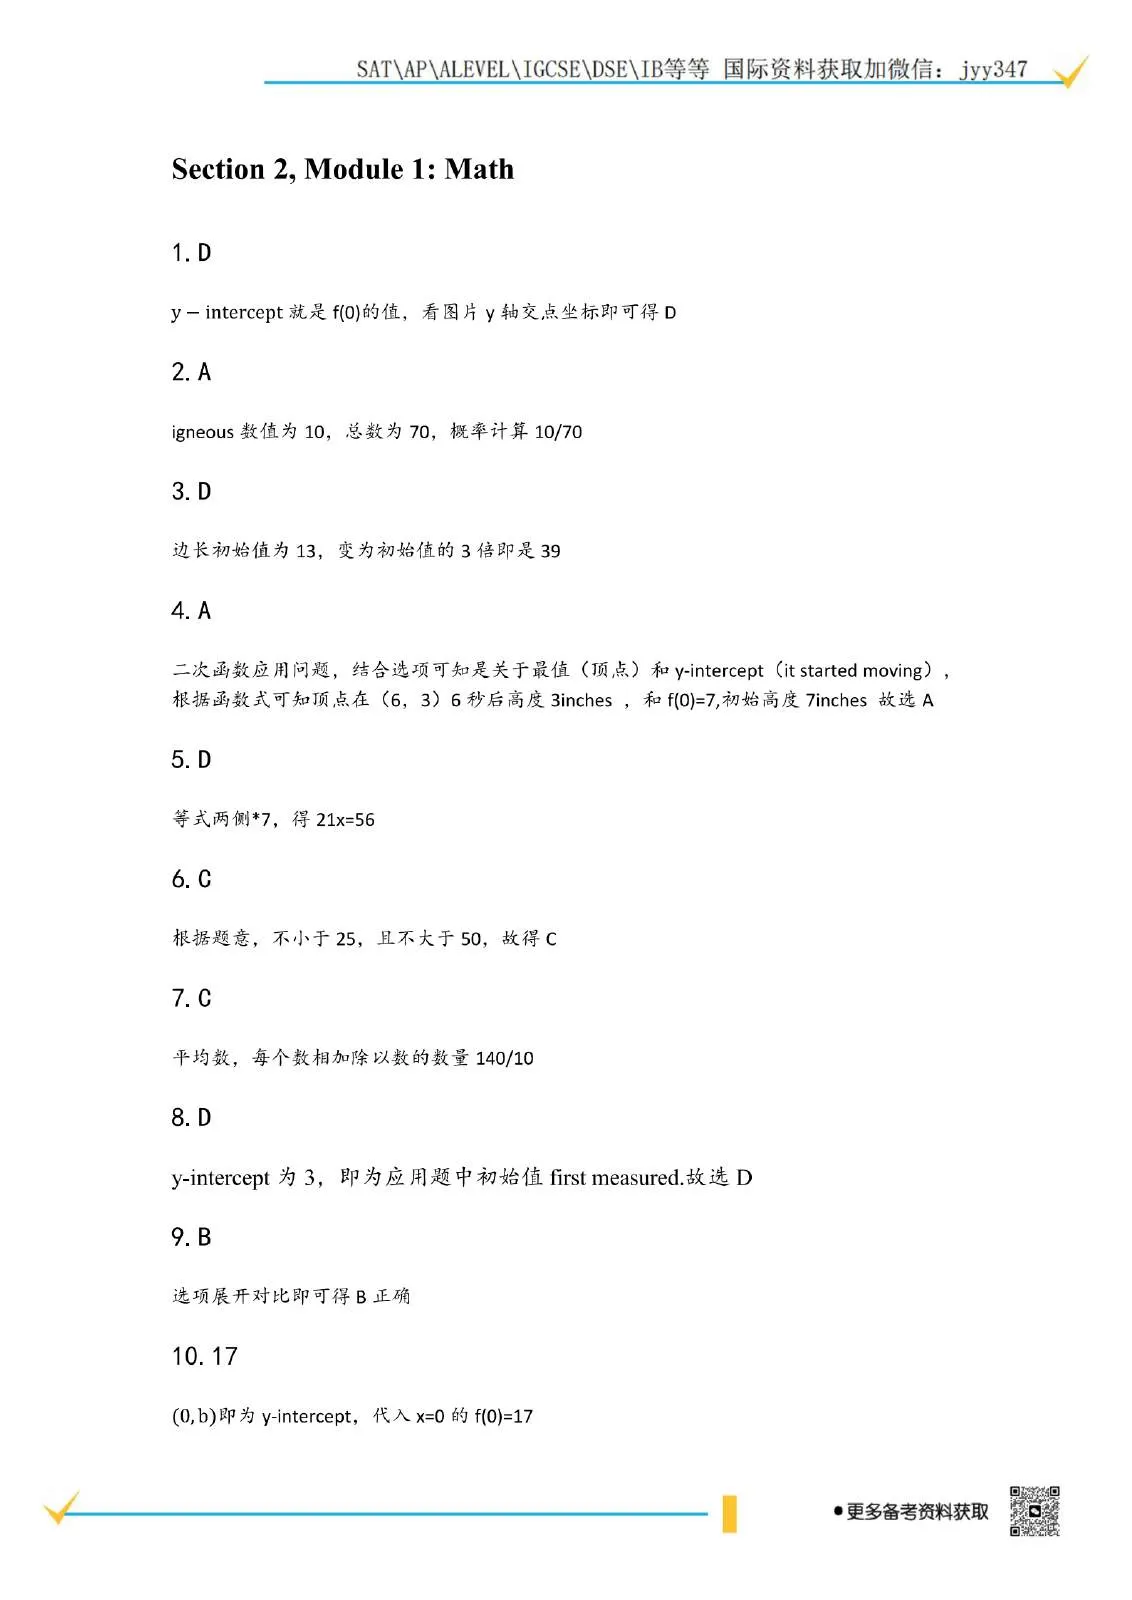 SAT\AP\ALEVEL\IGCSE\DSE\IB等等 国际资料获取加微信：jyy347
Section 2, Module 1: Math
1. D
y − intercept 就是 f(0)的值，看图片 y 轴交点坐标即可得 D
2. A
igneous 数值为 10，总数为 70，概率计算 10/70
3. D
边长初始值为 13，变为初始值的 3 倍即是 39
4. A
二次函数应用问题，结合选项可知是关于最值（顶点）和 y-intercept（it started moving），
根据函数式可知顶点在（6，3）6 秒后高度 3inches ，和 f(0)=7,初始高度 7inches 故选 A
5. D
等式两侧*7，得 21x=56
6. C
根据题意，不小于 25，且不大于 50，故得 C
7. C
平均数，每个数相加除以数的数量 140/10
8. D
y-intercept 为 3，即为应用题中初始值 first measured.故选 D
9. B
选项展开对比即可得 B 正确
10. 17
(0, b)即为 y-intercept，代入 x=0 的 f(0)=17
•更多备考资料获取